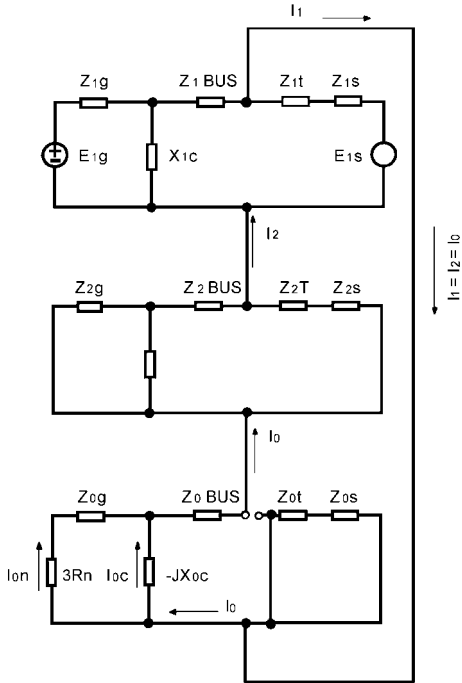 I1
Z1g
Z1 BUS
Z1t
Z1s
E1g
X1c
E1s
I2
I1 = I2 = I0
Z2g
Z2 BUS
Z2T
Z2s
I0
Z0g
Z0 BUS
Z0t
Z0s
I0n
3Rn
I0c
-JX0c
I0